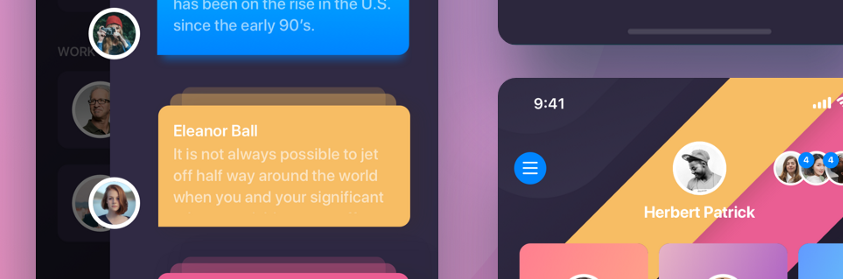 has been on the rise in the U.S.
since the early 90's.
WORK
Eleanor Ball
It is not always possible to jet
off half way around the world
when you and your significant
9:41
4
4
Herbert Patrick